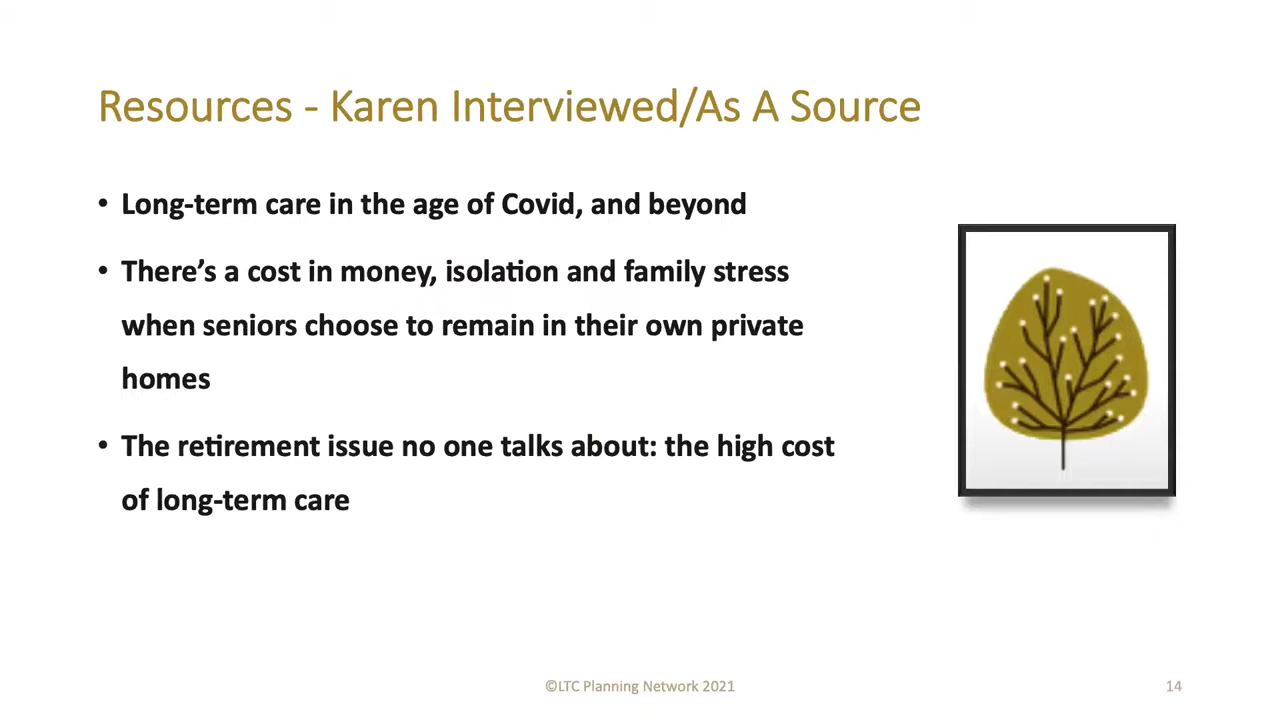 Resources - Karen Interviewed/As A Source
• Long-term care in the age of Covid, and beyond
• There’s a cost in money, isolation and family stress
when seniors choose to remain in their own private
homes
• The retirement issue no one talks about: the high cost
of long-term care
©LTC Planning Network 2021
14